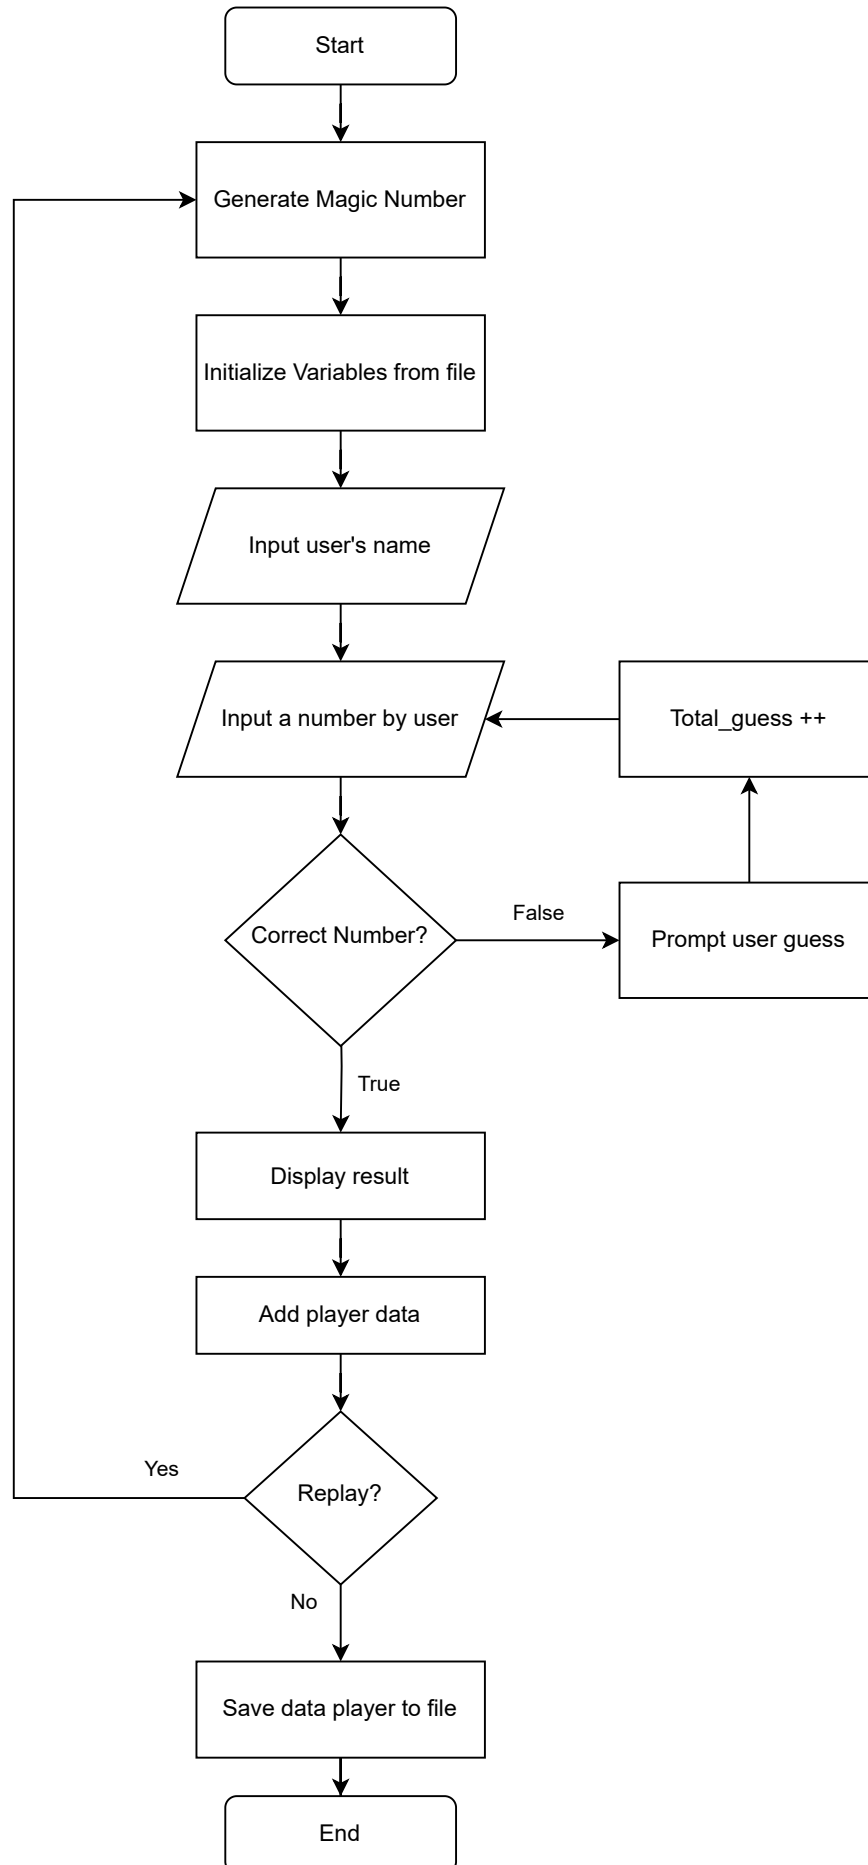 Start
Generate Magic Number
Initialize Variables from file
Input user's name
Input a number by user
Total_guess ++
Correct Number?
False
Prompt user guess
True
Display result
Add player data
Replay?
Yes
No
Save data player to file
End